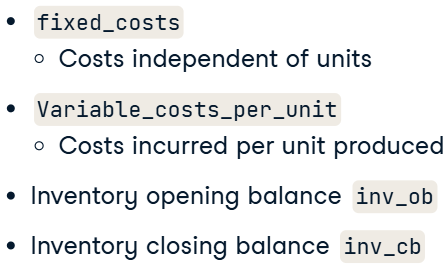 • fixed_costs
◦ Costs independent of units
• Variable_costs_per_unit
◦ Costs incurred per unit produced
• Inventory opening balance inv_ob
• Inventory closing balance inv_cb